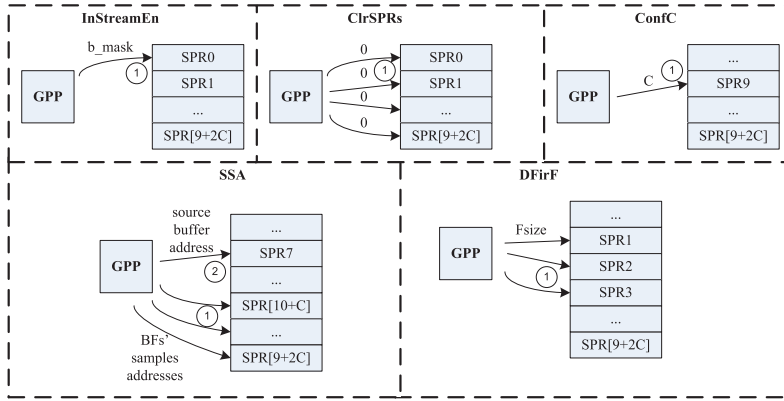 InStreamEn
b_mask
1
GPP
SPR0
SPR1
...
SPR[9+2C]
ClrSPRs
0
0
0
0
1
GPP
SPR0
SPR1
...
SPR[9+2C]
ConfC
C
1
GPP
...
SPR9
...
SPR[9+2C]
SSA
source
buffer
address
2
GPP
1
BFs'
samples
addresses
...
SPR7
...
SPR[10+C]
...
SPR[9+2C]
DFirF
Fsize
GPP
1
...
SPR1
SPR2
SPR3
...
SPR[9+2C]